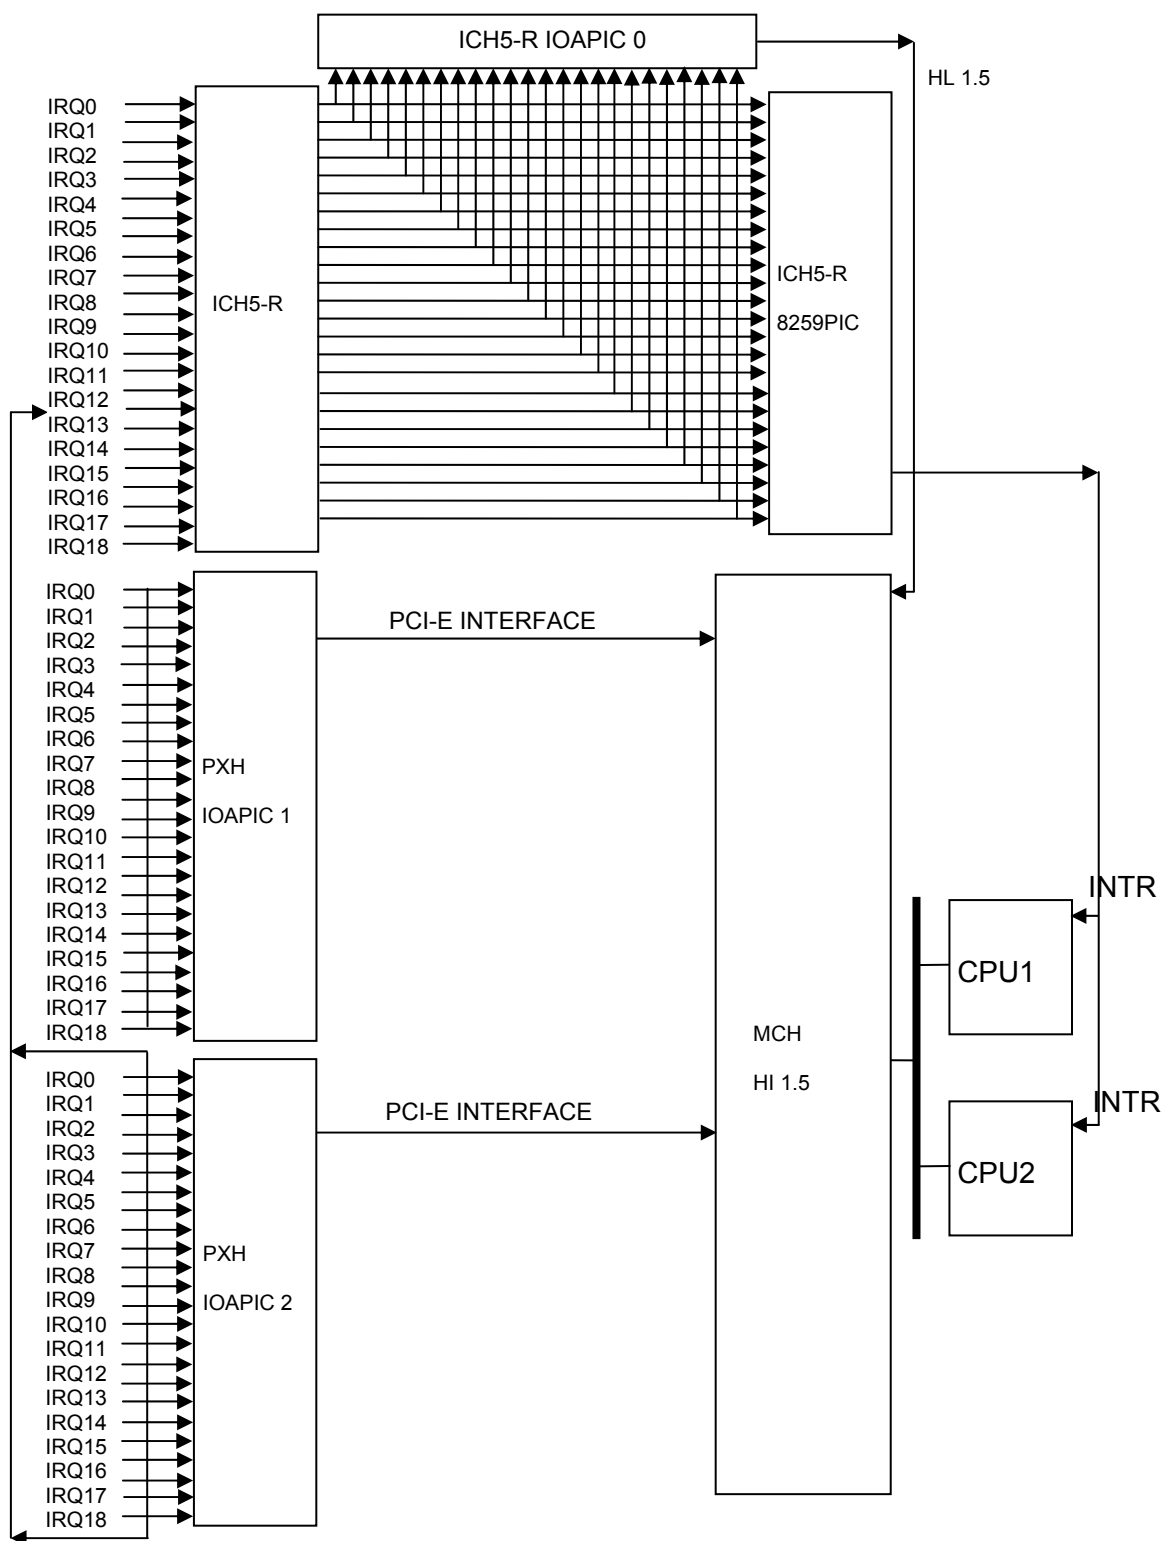 ICH5-R IOAPIC 0
HL 1.5
IRQ0
IRQ1
IRQ2
IRQ3
IRQ4
IRQ5
IRQ6
IRQ7
IRQ8
IRQ9
IRQ10
IRQ11
IRQ12
IRQ13
IRQ14
IRQ15
IRQ16
IRQ17
IRQ18
ICH5-R
ICH5-R
8259PIC
IRQ0
IRQ1
IRQ2
IRQ3
IRQ4
IRQ5
IRQ6
IRQ7
IRQ8
IRQ9
IRQ10
IRQ11
IRQ12
IRQ13
IRQ14
IRQ15
IRQ16
IRQ17
IRQ18
PXH
IOAPIC 1
PCI-E INTERFACE
MCH
HI 1.5
INTR
CPU1
INTR
CPU2
IRQ0
IRQ1
IRQ2
IRQ3
IRQ4
IRQ5
IRQ6
IRQ7
IRQ8
IRQ9
IRQ10
IRQ11
IRQ12
IRQ13
IRQ14
IRQ15
IRQ16
IRQ17
IRQ18
PXH
IOAPIC 2
PCI-E INTERFACE